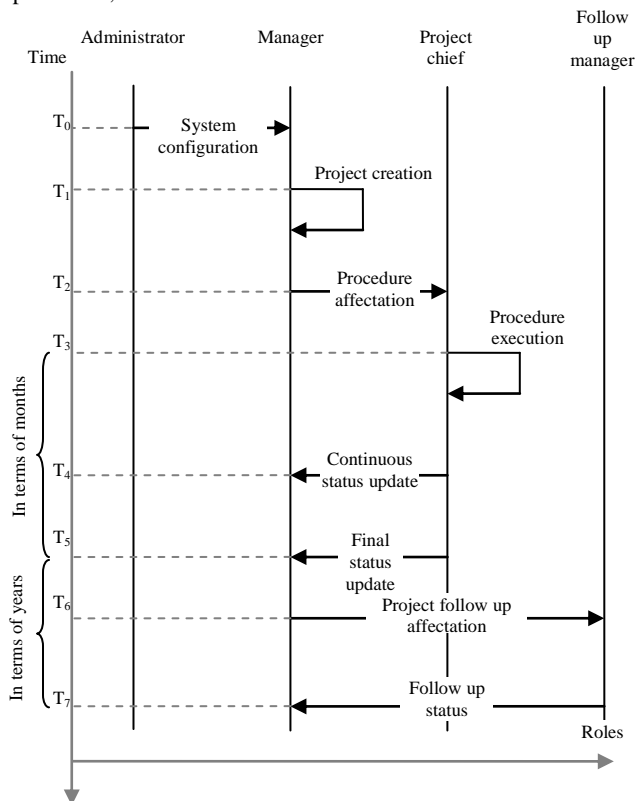 Follow
up
manager
Administrator
Manager
Project
chief
Time
T0
System
configuration
Project creation
T1
T2
Procedure
affectation
Procedure
execution
T3
In terms of months
T4
Continuous
status update
T5
Final
status
update
In terms of years
T6
Project follow up
affectation
T7
Follow up
status
Roles